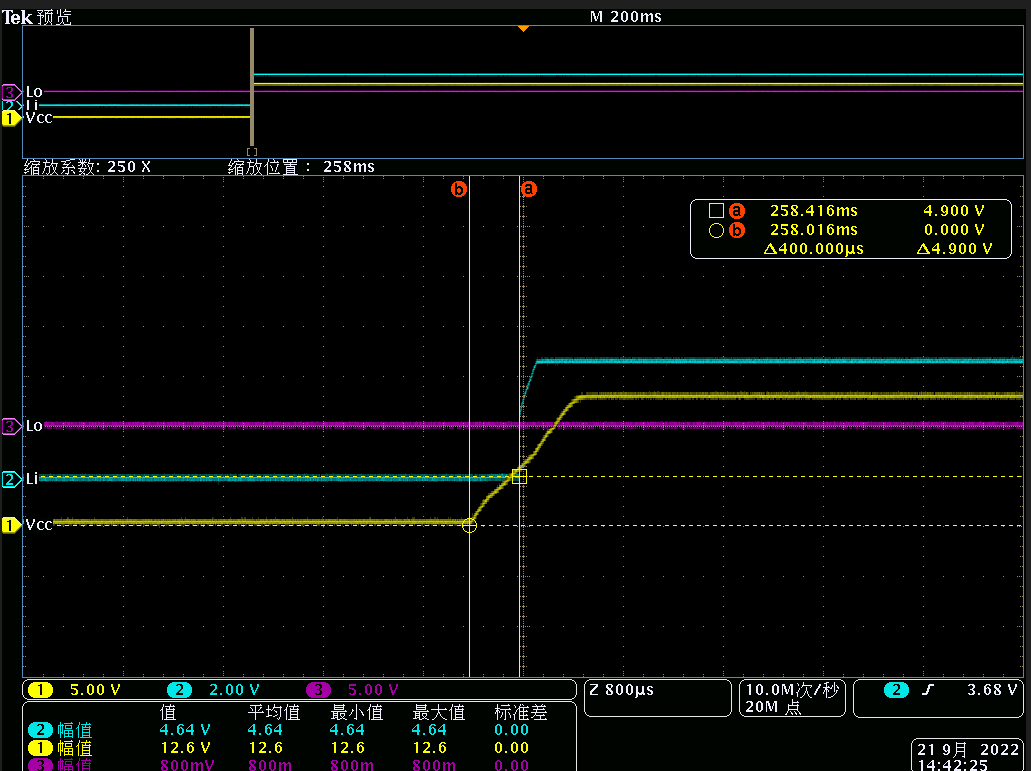 Tek 预览 M 200ms
3 Lo
2 Li
1 Vcc
缩放系数: 250 X 缩放位置： 258ms
b a
a 258.416ms 4.900 V
b 258.016ms 0.000 V
Δ400.000µs Δ4.900 V
3 Lo
2 Li
1 Vcc
1 5.00 V 2 2.00 V 3 5.00 V
Z 800µs
10.0M次/秒
20M 点
2 3.68 V
值 平均值 最小值 最大值 标准差
2 幅值 4.64 V 4.64 4.64 4.64 0.00
1 幅值 12.6 V 12.6 12.6 12.6 0.00
3 幅值 800mV 800m 800m 800m 0.00
21 9月 2022
14:42:25